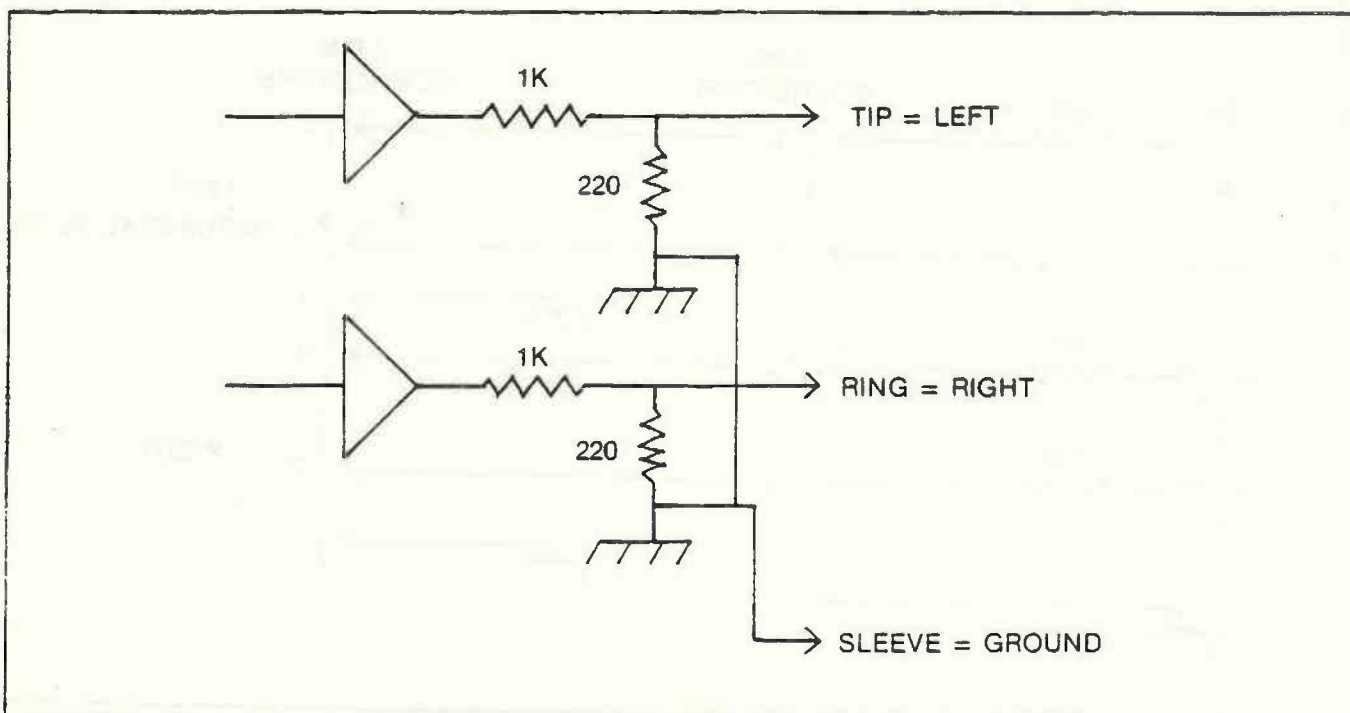 1K
TIP = LEFT
220
1K
RING = RIGHT
220
SLEEVE = GROUND